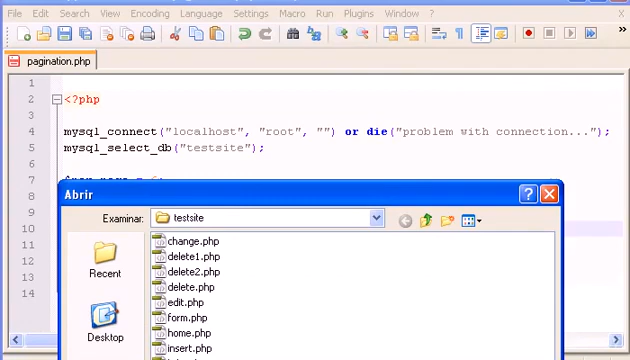 File Search View Encoding Language Settings Macro Run Plugins Window ?
pagination.php
1
2 <?php
3
4 mysql_connect("localhost", "root", "") or die("problem with connection...");
5 mysql_select_db("testsite");
6
7
8
9
10
11
12
13
14
Abrir
Examinar: testsite
Recent
Desktop
change.php
delete1.php
delete2.php
delete.php
edit.php
form.php
home.php
insert.php